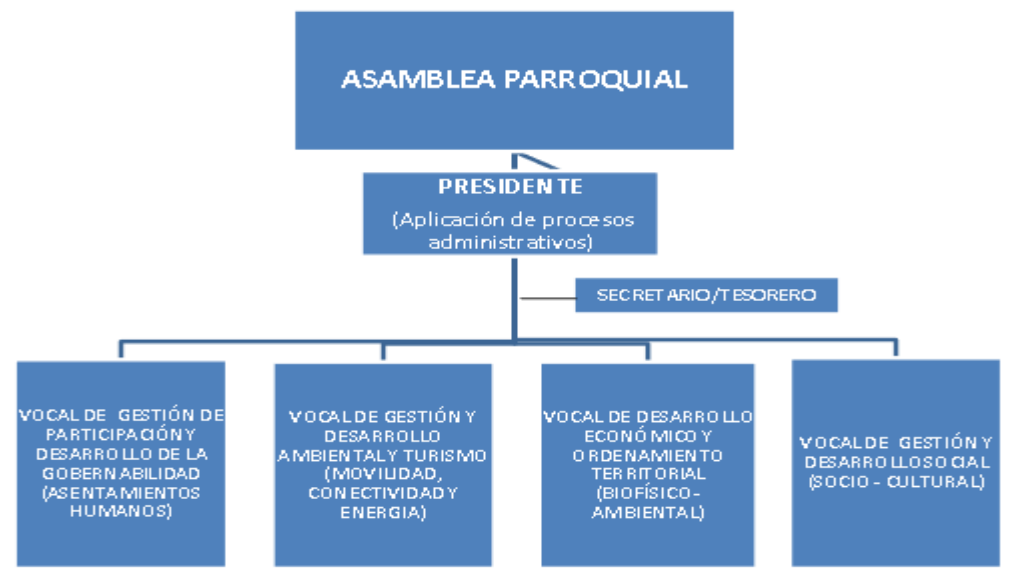 ASAMBLEA PARROQUIAL
PRESIDENTE
(Aplicación de procesos
administrativos)
SECRETARIO/TESORERO
VOCAL DE GESTIÓN DE
PARTICIPACIÓN Y
DESARROLLO DE LA
GOBERNABILIDAD
(ASENTAMIENTOS
HUMANOS)
VOCAL DE GESTIÓN Y
DESARROLLO
AMBIENTAL Y TURISMO
(MOVILIDAD,
CONECTIVIDAD Y
ENERGIA)
VOCAL DE DESARROLLO
ECONÓMICO Y
ORDENAMIENTO
TERRITORIAL
(BIOFÍSICO-
AMBIENTAL)
VOCAL DE GESTIÓN Y
DESARROLLO SOCIAL
(SOCIO - CULTURAL)